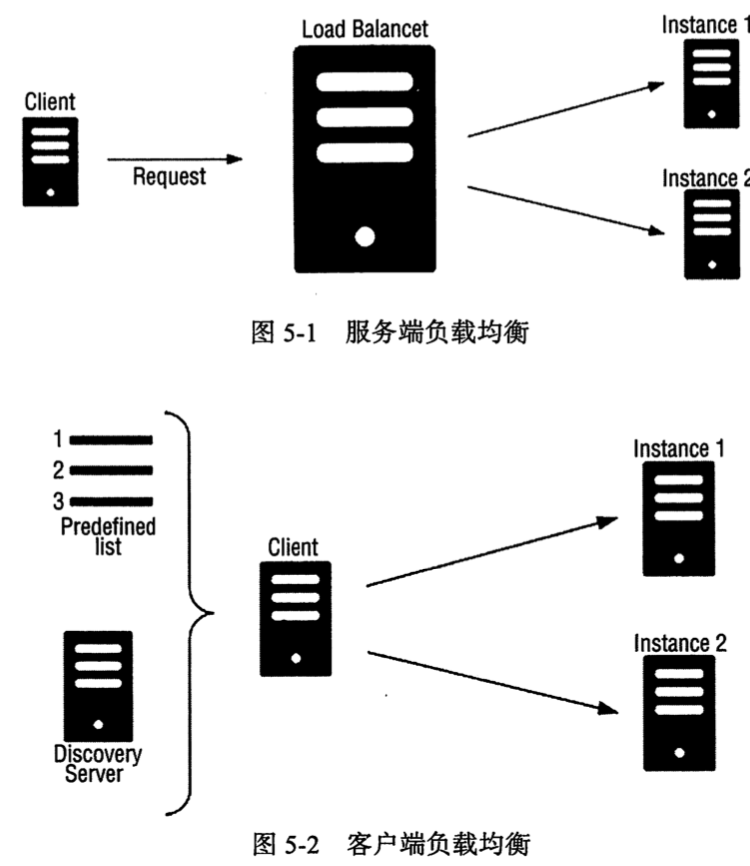 Load Balancet
Instance 1
Client
Request
Instance 2
图 5-1 服务端负载均衡
1
2
3
Predefined
list
Client
Instance 1
Discovery
Server
Instance 2
图 5-2 客户端负载均衡